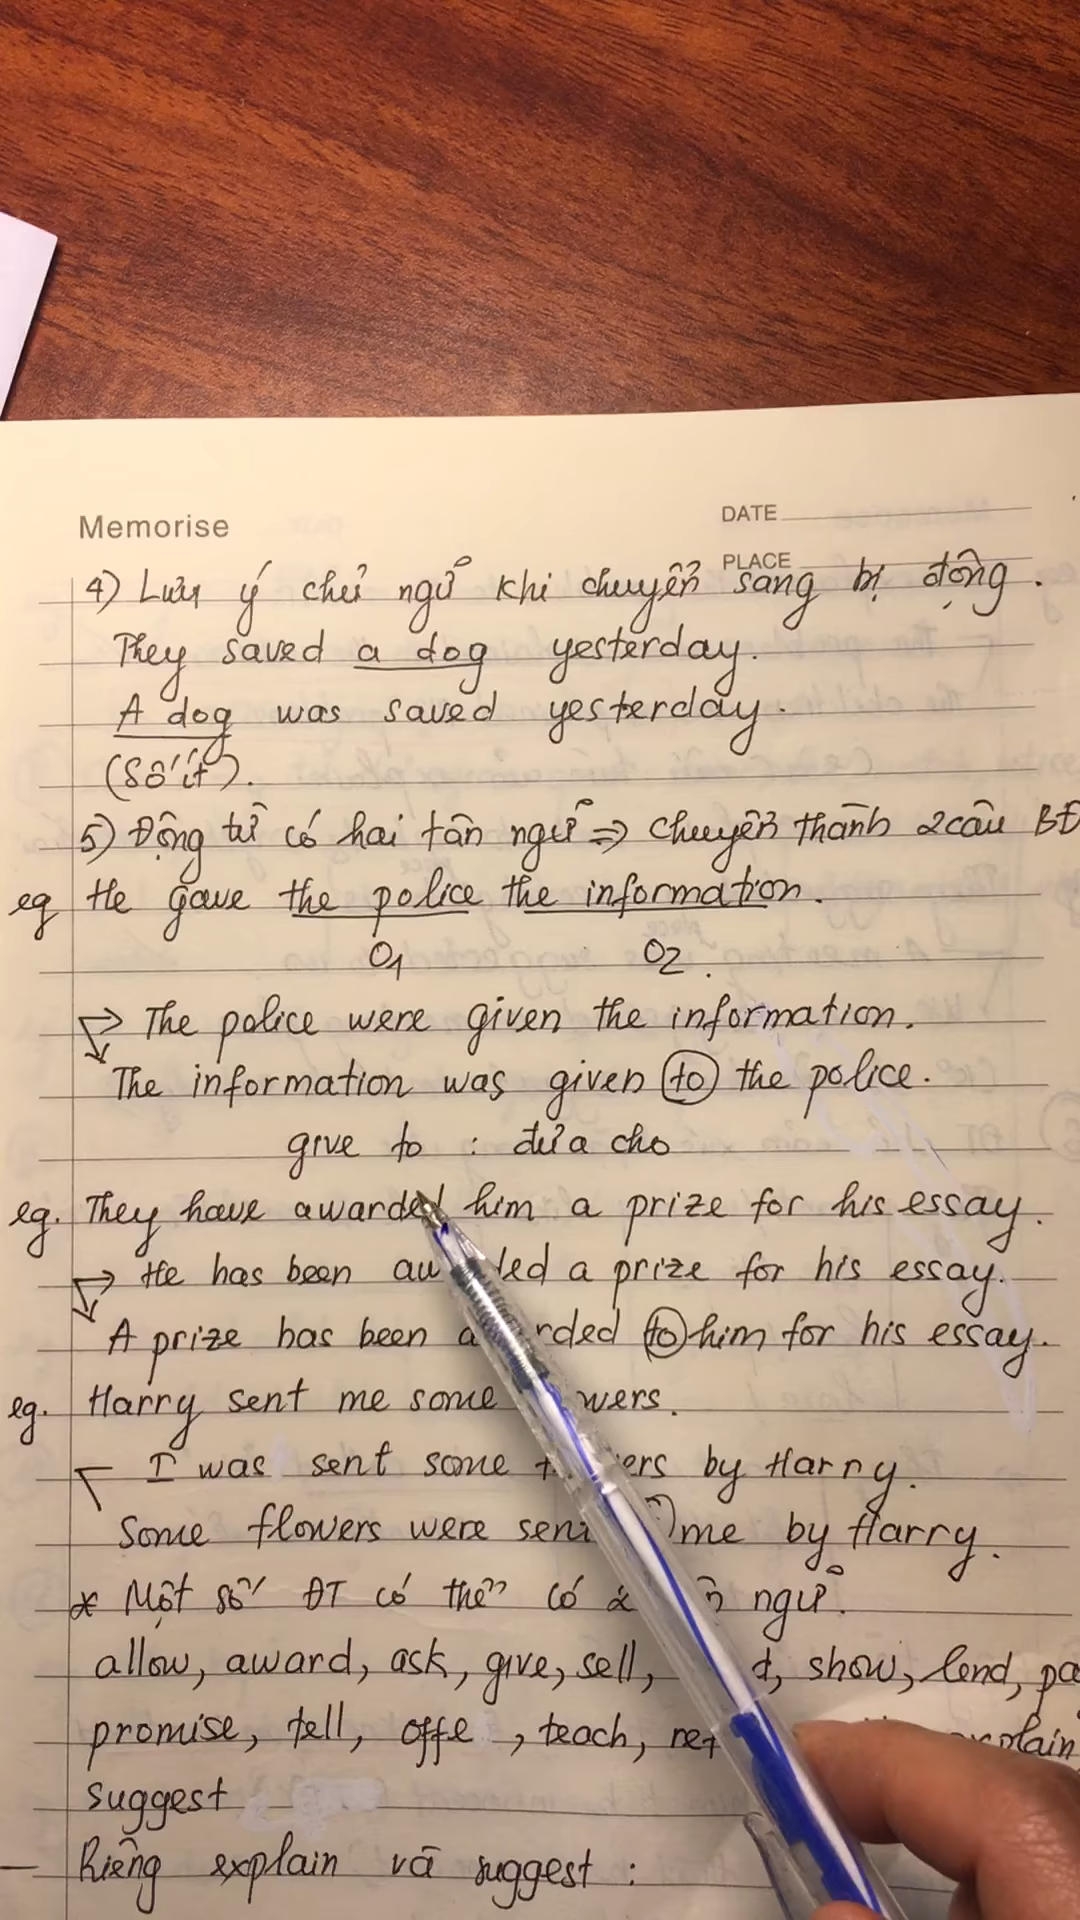 Memorise
DATE
PLACE
4) Lưu ý chủ ngữ khi chuyển sang bị động.
They saved a dog yesterday.
A dog was saved yesterday.
(Số ít).
5) Động từ có hai tân ngữ => Chuyển thành 2 câu BĐ
eg He gave the police the information.
O1 O2.
The police were given the information.
The information was given to the police.
give to : đưa cho
eg. They have awarded him a prize for his essay.
He has been a prize for his essay.
A prize has been to him for his essay.
eg. Harry sent me some
I was sent some by Harry.
Some flowers were me by Harry.
* Một số ĐT có thể có ngữ.
allow, award, ask, give, sell, show, lend,
promise, tell, offe , teach,
suggest
- Riêng explain và suggest :